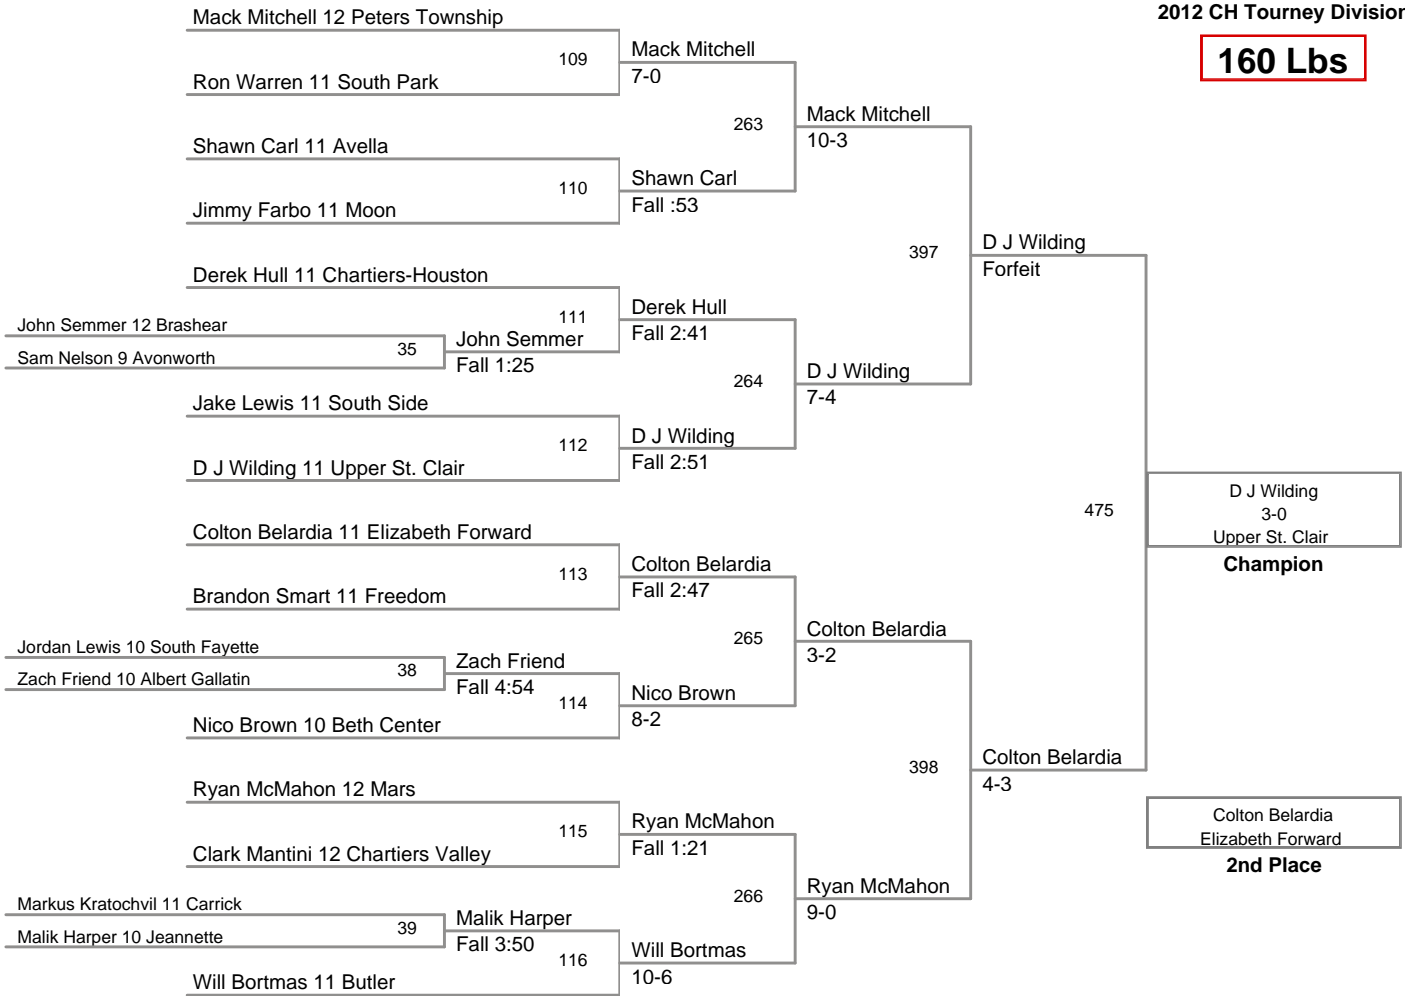 2012 CH Tourney Division
160 Lbs
Mack Mitchell 12 Peters Township
109
Ron Warren 11 South Park
Mack Mitchell
7-0
Shawn Carl 11 Avella
110
Jimmy Farbo 11 Moon
Shawn Carl
Fall :53
263
Mack Mitchell
10-3
Derek Hull 11 Chartiers-Houston
111
John Semmer 12 Brashear
Sam Nelson 9 Avonworth
35
John Semmer
Fall 1:25
Derek Hull
Fall 2:41
Jake Lewis 11 South Side
112
D J Wilding 11 Upper St. Clair
D J Wilding
Fall 2:51
264
D J Wilding
7-4
397
D J Wilding
Forfeit
Colton Belardia 11 Elizabeth Forward
113
Brandon Smart 11 Freedom
Colton Belardia
Fall 2:47
Jordan Lewis 10 South Fayette
Zach Friend 10 Albert Gallatin
38
Zach Friend
Fall 4:54
114
Nico Brown 10 Beth Center
Nico Brown
8-2
265
Colton Belardia
3-2
Ryan McMahon 12 Mars
115
Clark Mantini 12 Chartiers Valley
Ryan McMahon
Fall 1:21
Markus Kratochvil 11 Carrick
Malik Harper 10 Jeannette
39
Malik Harper
Fall 3:50
116
Will Bortmas 11 Butler
Will Bortmas
10-6
266
Ryan McMahon
9-0
398
Colton Belardia
4-3
475
D J Wilding
3-0
Upper St. Clair
Champion
Colton Belardia
Elizabeth Forward
2nd Place